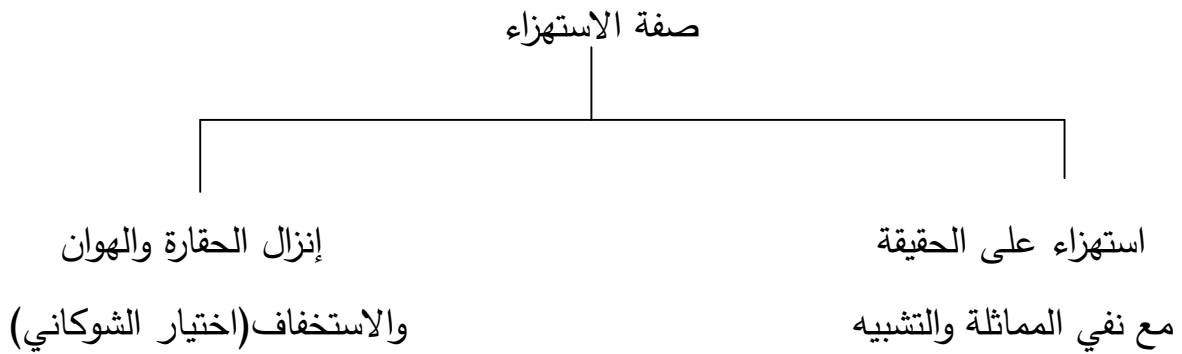 صفة الاستهزاء
استهزاء على الحقيقة
مع نفي المماثلة والتشبيه
إنزال الحقارة والهوان
والاستخفاف(اختيار الشوكاني)